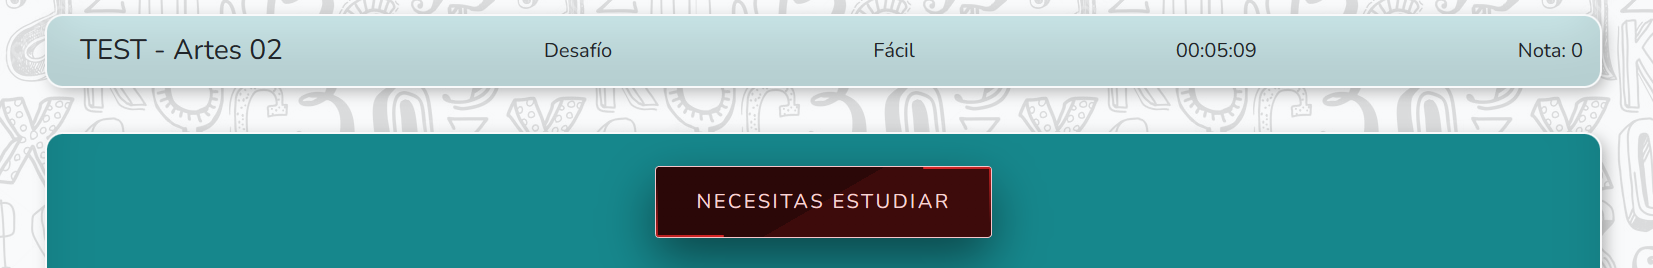 TEST - Artes 02 Desafío Fácil 00:05:09 Nota: 0
NECESITAS ESTUDIAR